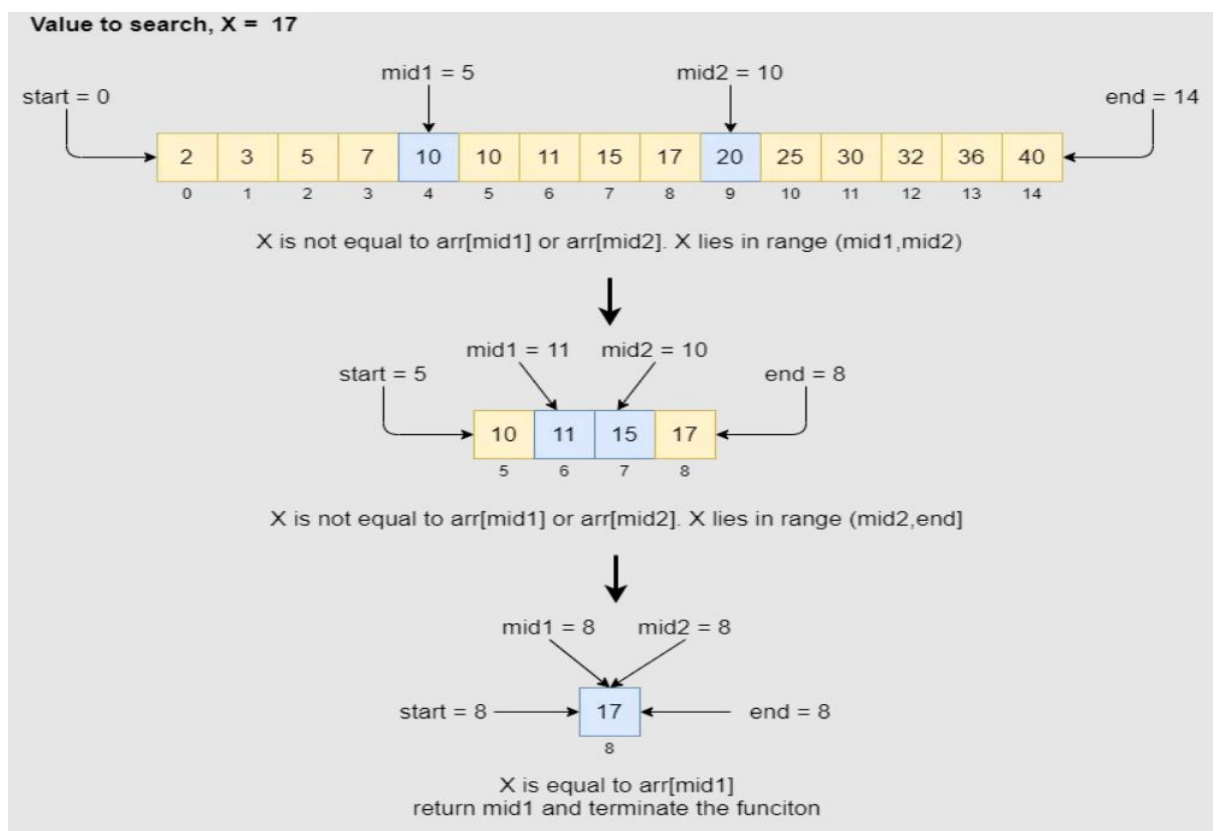 Value to search, X = 17
mid1 = 5 mid2 = 10
start = 0 end = 14
2 3 5 7 10 10 11 15 17 20 25 30 32 36 40
0 1 2 3 4 5 6 7 8 9 10 11 12 13 14
X is not equal to arr[mid1] or arr[mid2]. X lies in range (mid1,mid2)
mid1 = 11 mid2 = 10
start = 5 end = 8
10 11 15 17
5 6 7 8
X is not equal to arr[mid1] or arr[mid2]. X lies in range (mid2,end]
mid1 = 8 mid2 = 8
start = 8 17 end = 8
8
X is equal to arr[mid1]
return mid1 and terminate the funciton